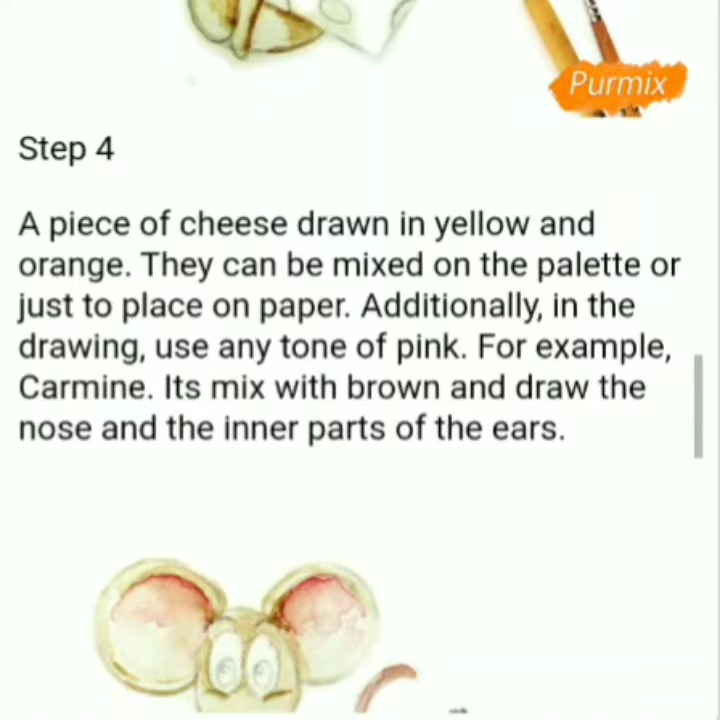 Purmix
Step 4
A piece of cheese drawn in yellow and
orange. They can be mixed on the palette or
just to place on paper. Additionally, in the
drawing, use any tone of pink. For example,
Carmine. Its mix with brown and draw the
nose and the inner parts of the ears.